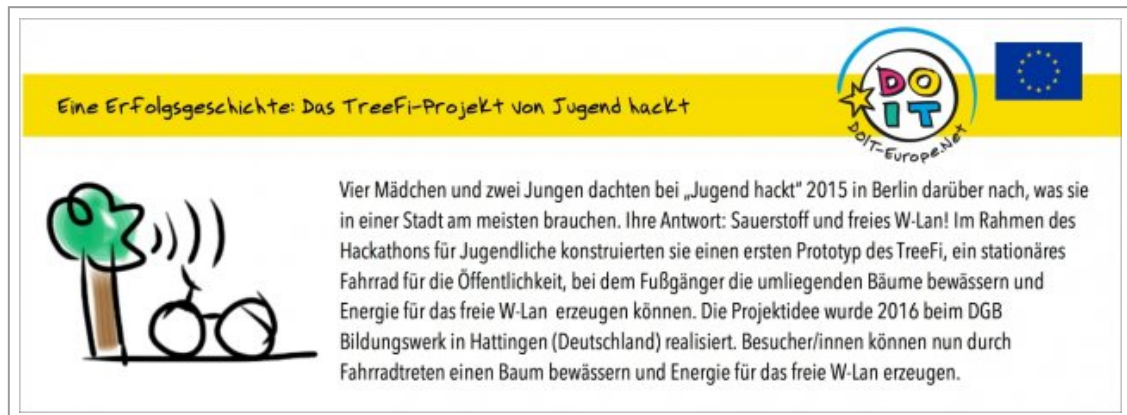 Eine Erfolgsgeschichte: Das TreeFi-Projekt von Jugend hackt
DO
IT
DOIT-Europe.Net
Vier Mädchen und zwei Jungen dachten bei „Jugend hackt" 2015 in Berlin darüber nach, was sie
in einer Stadt am meisten brauchen. Ihre Antwort: Sauerstoff und freies W-Lan! Im Rahmen des
Hackathons für Jugendliche konstruierten sie einen ersten Prototyp des TreeFi, ein stationäres
Fahrrad für die Öffentlichkeit, bei dem Fußgänger die umliegenden Bäume bewässern und
Energie für das freie W-Lan erzeugen können. Die Projektidee wurde 2016 beim DGB
Bildungswerk in Hattingen (Deutschland) realisiert. Besucher/innen können nun durch
Fahrradtreten einen Baum bewässern und Energie für das freie W-Lan erzeugen.